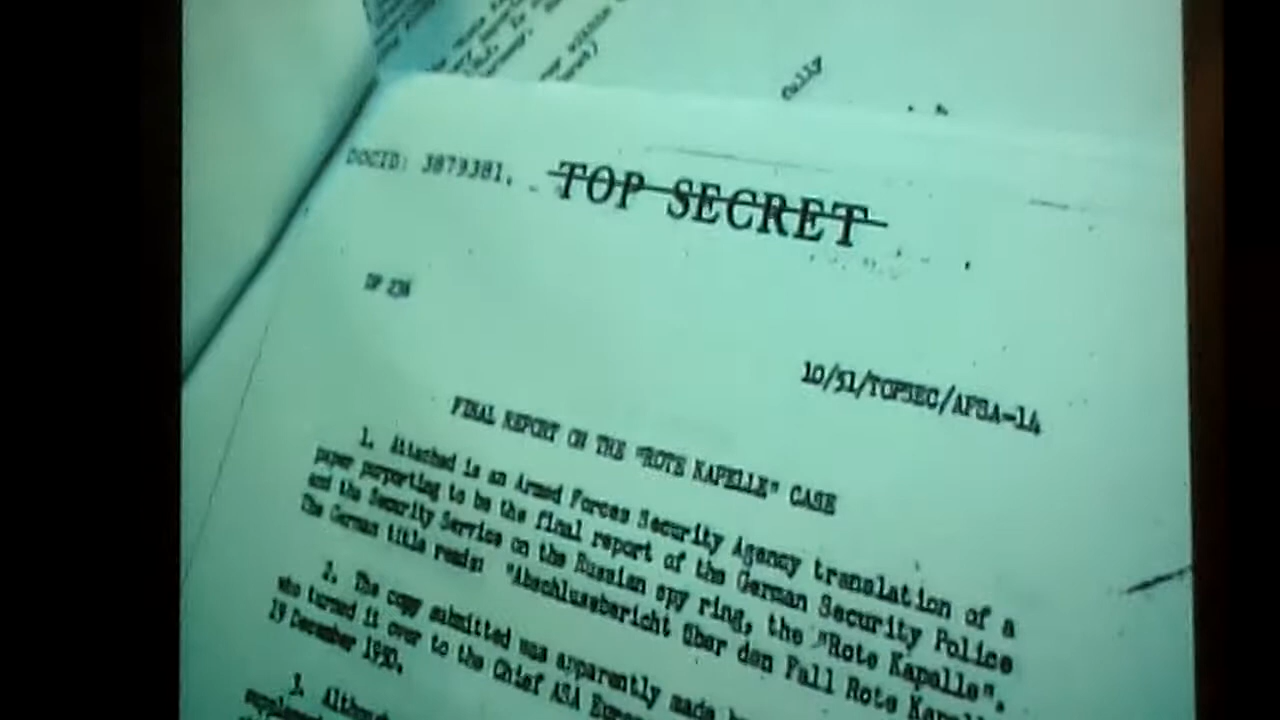 cully
DOCID: 3879381.
TOP SECRET
DF 23
10/51/TOPSEC/AFSA-14
FINAL REPORT ON THE "ROTE KAPELLE" CASE
1. Attached is an Armed Forces Security Agency translation of a
paper purporting to be the final report of the German Security Police
and the Security Service on the Russian spy ring, the "Rote Kapelle".
The German title reads: "Abschlussbericht über den Fall Rote
2. The copy submitted was apparently made
who turned it over to the Chief ASA
19 December 1950.
3.